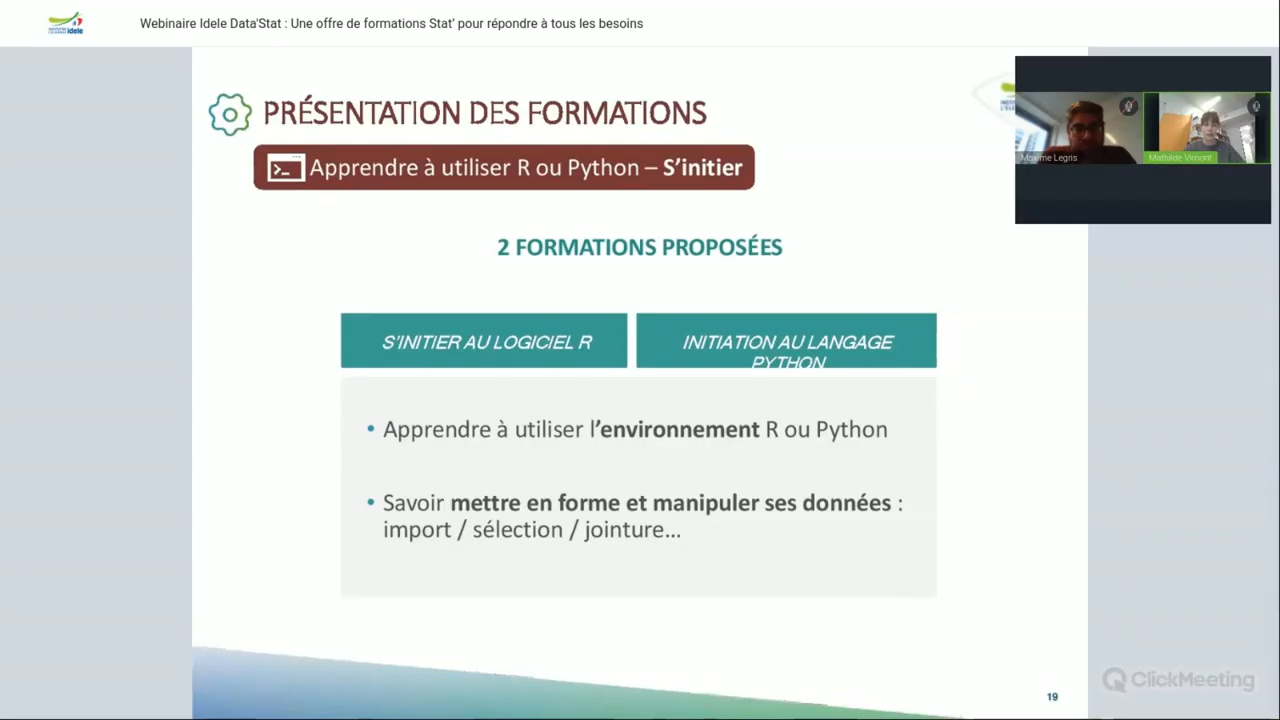 Webinaire Idele Data'Stat : Une offre de formations Stat’ pour répondre à tous les besoins
idele
PRÉSENTATION DES FORMATIONS
Apprendre à utiliser R ou Python – S’initier
Maxime Legris
Mathilde Vimont
2 FORMATIONS PROPOSÉES
S’INITIER AU LOGICIEL R
INITIATION AU LANGAGE
PYTHON
• Apprendre à utiliser l’environnement R ou Python
• Savoir mettre en forme et manipuler ses données :
import / sélection / jointure…
ClickMeeting
19